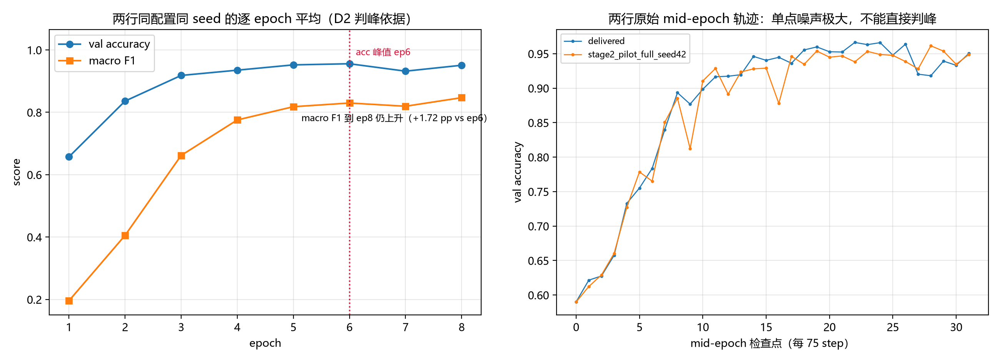 两行同配置同 seed 的逐 epoch 平均（D2 判峰依据）
val accuracy
macro F1
acc 峰值 ep6
macro F1 到 ep8 仍上升（+1.72 pp vs ep6）
score
1.0
0.8
0.6
0.4
0.2
1 2 3 4 5 6 7 8
epoch
两行原始 mid-epoch 轨迹：单点噪声极大，不能直接判峰
delivered
stage2_pilot_full_seed42
val accuracy
0.95
0.90
0.85
0.80
0.75
0.70
0.65
0.60
0 5 10 15 20 25 30
mid-epoch 检查点（每 75 step）